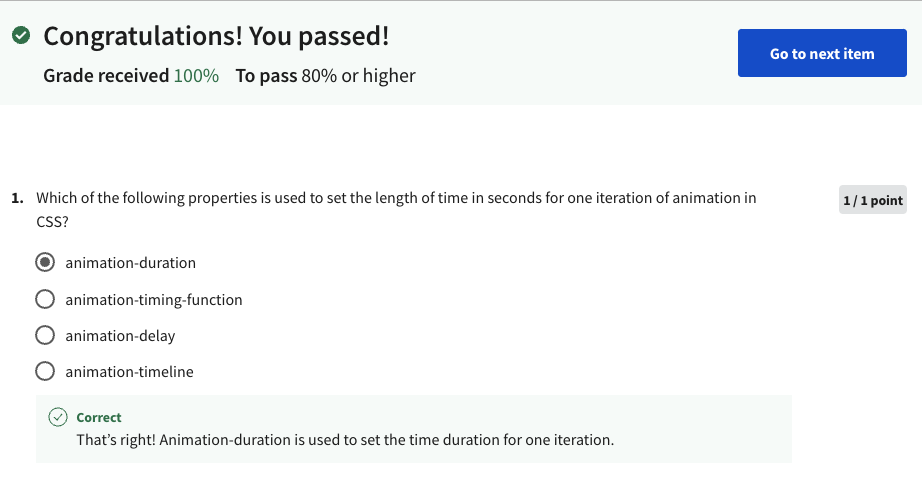 Congratulations! You passed!
Grade received 100% To pass 80% or higher
Go to next item
1. Which of the following properties is used to set the length of time in seconds for one iteration of animation in
CSS?
1 / 1 point
animation-duration
animation-timing-function
animation-delay
animation-timeline
Correct
That’s right! Animation-duration is used to set the time duration for one iteration.